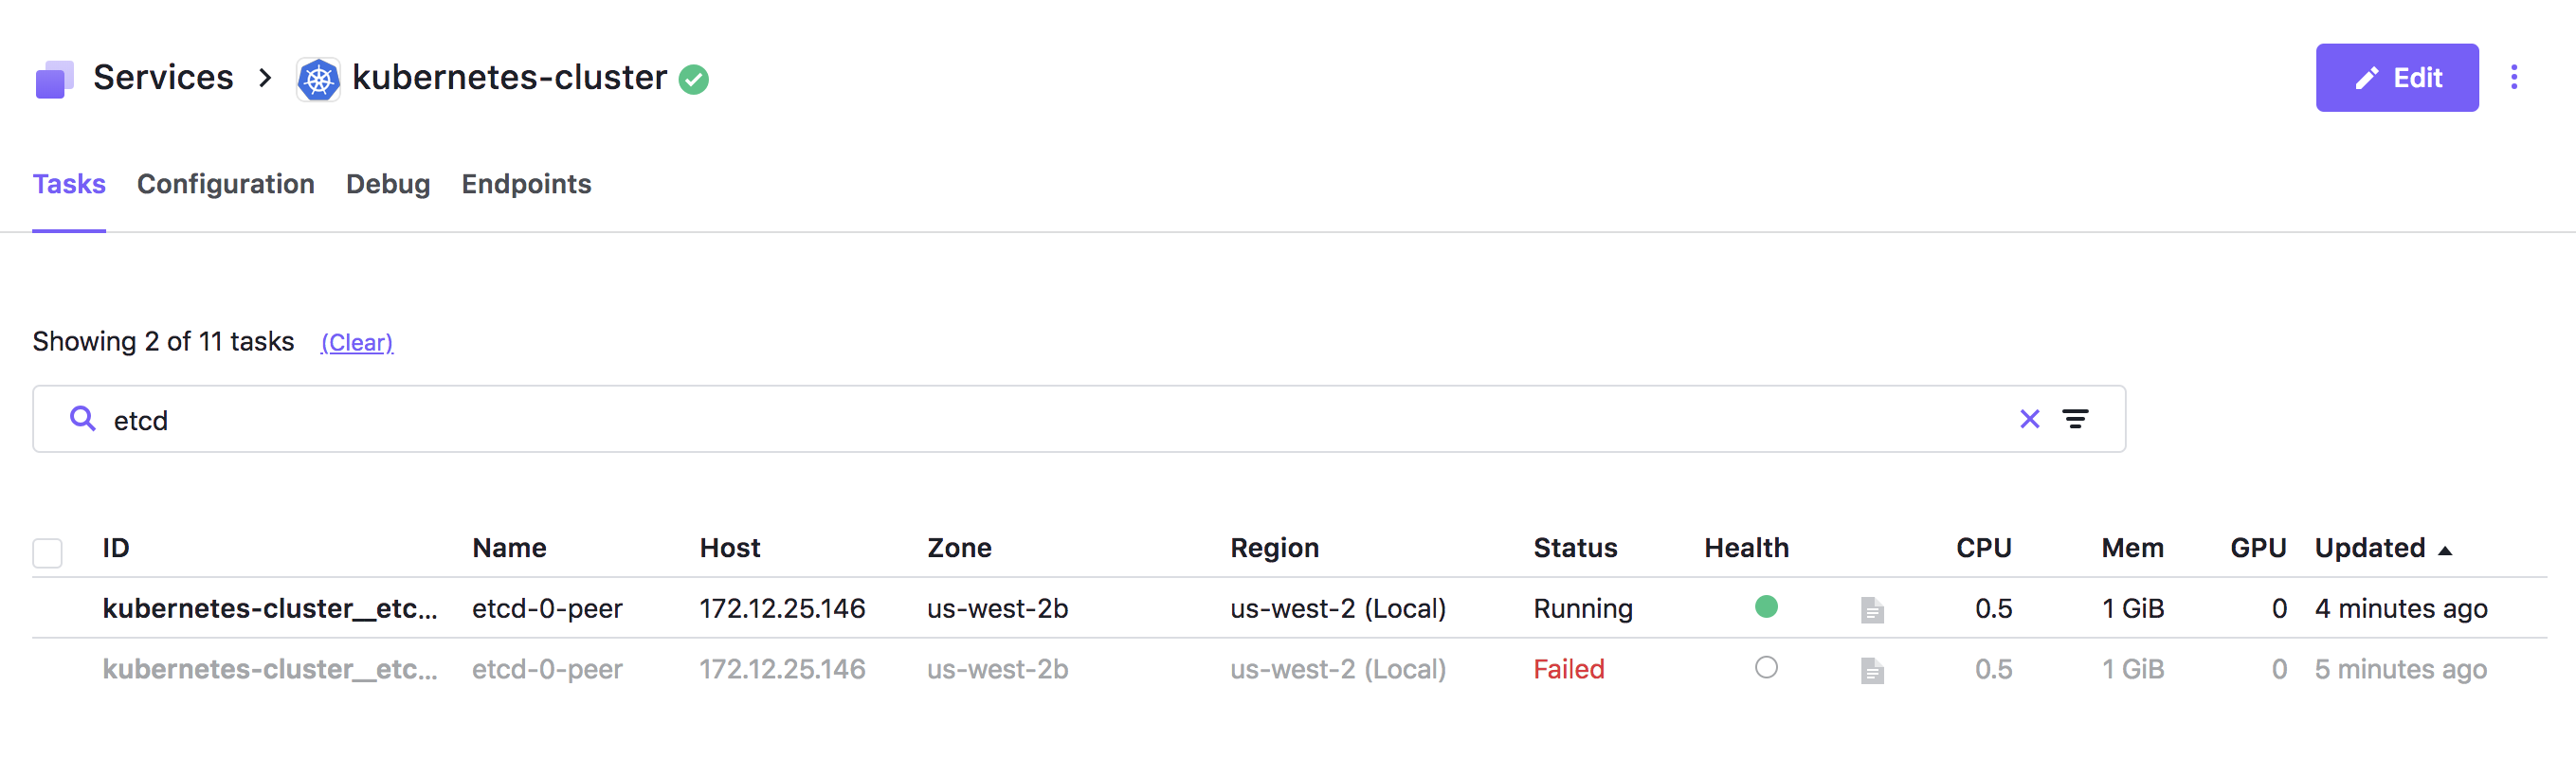 Services > kubernetes-cluster
Edit
Tasks Configuration Debug Endpoints
Showing 2 of 11 tasks (Clear)
etcd
ID Name Host Zone Region Status Health CPU Mem GPU Updated
kubernetes-cluster__etc... etcd-0-peer 172.12.25.146 us-west-2b us-west-2 (Local) Running 0.5 1 GiB 0 4 minutes ago
kubernetes-cluster__etc... etcd-0-peer 172.12.25.146 us-west-2b us-west-2 (Local) Failed 0.5 1 GiB 0 5 minutes ago